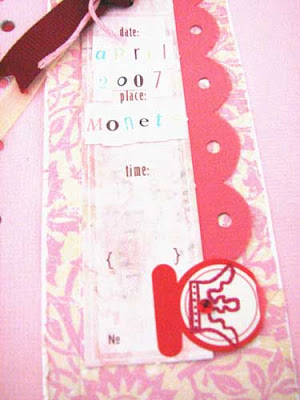 date:
april
2007
place:
Monet
time:
{ }
№